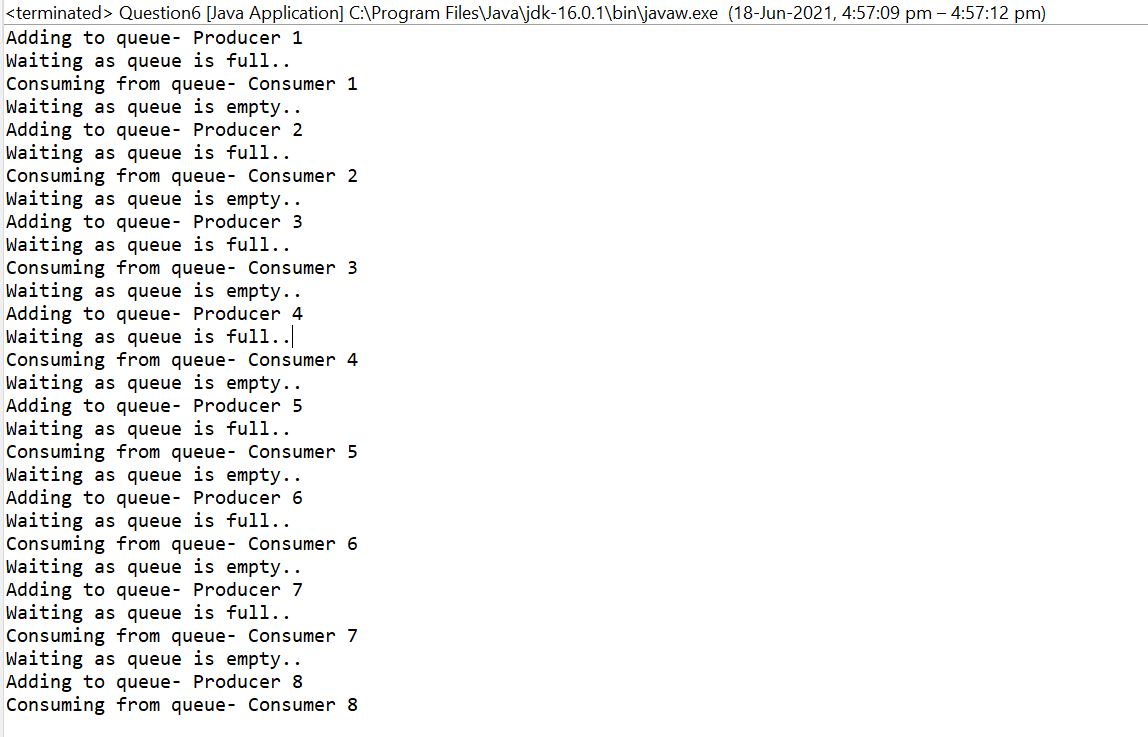 <terminated> Question6 [Java Application] C:\Program Files\Java\jdk-16.0.1\bin\javaw.exe (18-Jun-2021, 4:57:09 pm – 4:57:12 pm)
Adding to queue- Producer 1
Waiting as queue is full..
Consuming from queue- Consumer 1
Waiting as queue is empty..
Adding to queue- Producer 2
Waiting as queue is full..
Consuming from queue- Consumer 2
Waiting as queue is empty..
Adding to queue- Producer 3
Waiting as queue is full..
Consuming from queue- Consumer 3
Waiting as queue is empty..
Adding to queue- Producer 4
Waiting as queue is full..
Consuming from queue- Consumer 4
Waiting as queue is empty..
Adding to queue- Producer 5
Waiting as queue is full..
Consuming from queue- Consumer 5
Waiting as queue is empty..
Adding to queue- Producer 6
Waiting as queue is full..
Consuming from queue- Consumer 6
Waiting as queue is empty..
Adding to queue- Producer 7
Waiting as queue is full..
Consuming from queue- Consumer 7
Waiting as queue is empty..
Adding to queue- Producer 8
Consuming from queue- Consumer 8